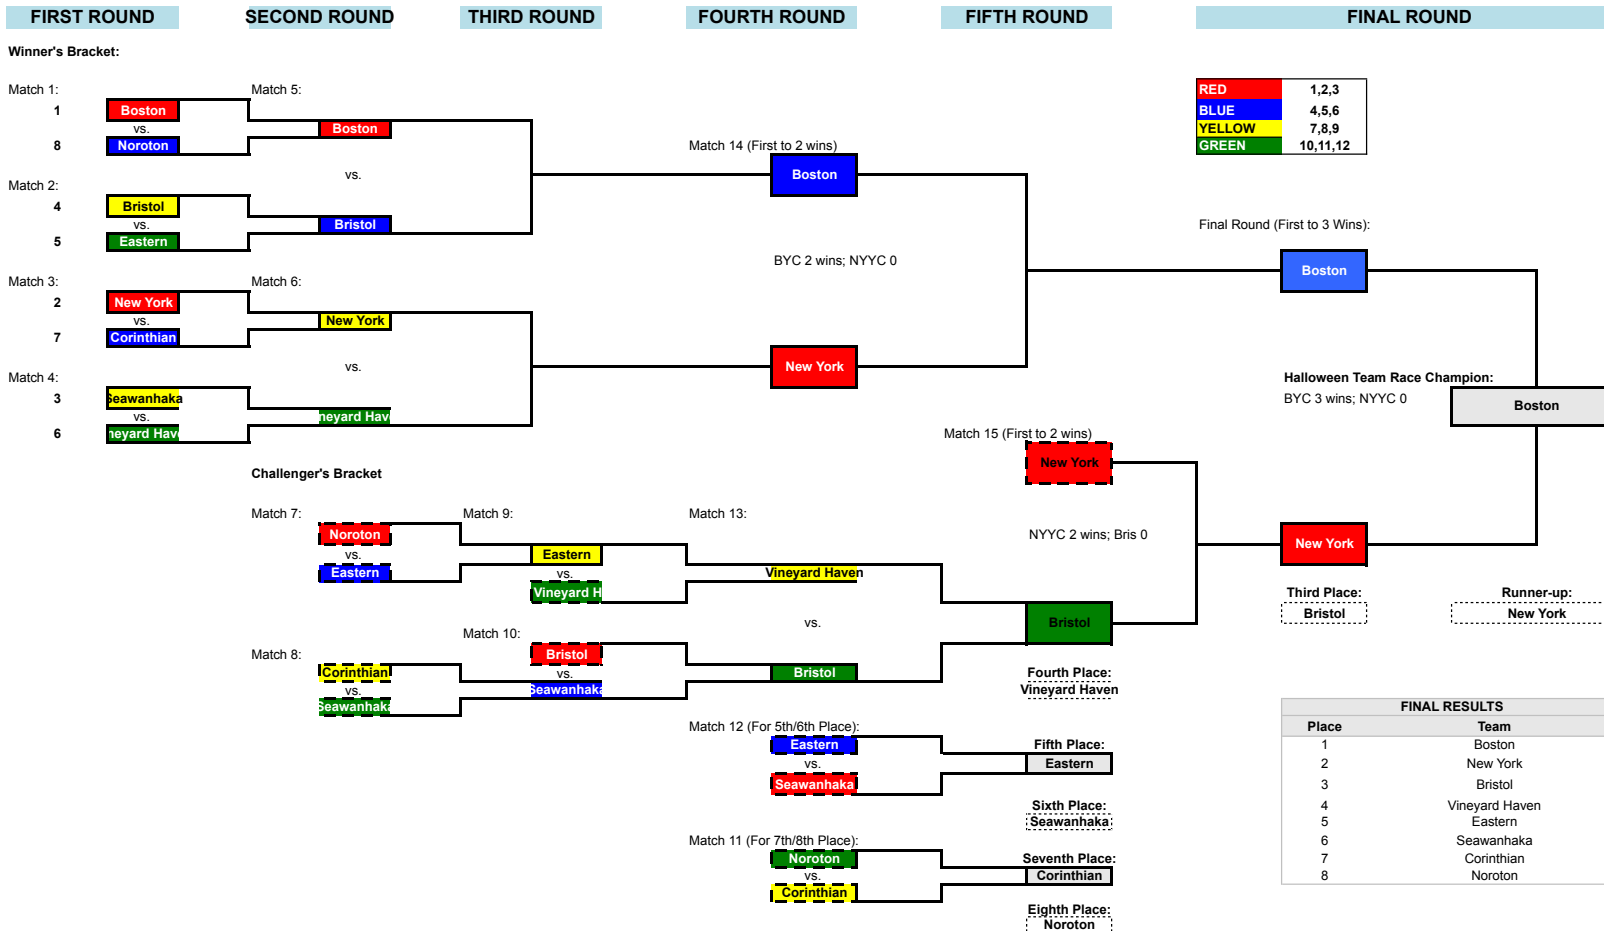 FIRST ROUND SECOND ROUND THIRD ROUND FOURTH ROUND FIFTH ROUND FINAL ROUND
Winner's Bracket:
Match 1: Match 5:
1 Boston
vs.
8 Noroton
Boston
vs.
Bristol
Match 2:
4 Bristol
vs.
5 Eastern
Match 3: Match 6:
2 New York
vs.
7 Corinthian
New York
vs.
neyard Hav
Match 4:
3 Seawanhaka
vs.
6 neyard Hav
Match 14 (First to 2 wins)
Boston
BYC 2 wins; NYYC 0
New York
RED 1,2,3
BLUE 4,5,6
YELLOW 7,8,9
GREEN 10,11,12
Final Round (First to 3 Wins):
Boston
Halloween Team Race Champion:
BYC 3 wins; NYYC 0
Boston
Challenger's Bracket
Match 7:
Noroton
vs.
Eastern
Match 8:
Corinthian
vs.
Seawanhaka
Match 9:
Eastern
vs.
Vineyard H
Match 10:
Bristol
vs.
Seawanhaka
Match 13:
Vineyard Haven
vs.
Bristol
Match 15 (First to 2 wins)
New York
NYYC 2 wins; Bris 0
Bristol
New York
Third Place:
Bristol
Runner-up:
New York
Fourth Place:
Vineyard Haven
Match 12 (For 5th/6th Place):
Eastern
vs.
Seawanhaka
Fifth Place:
Eastern
Sixth Place:
Seawanhaka
Match 11 (For 7th/8th Place):
Noroton
vs.
Corinthian
Seventh Place:
Corinthian
Eighth Place:
Noroton
FINAL RESULTS
Place Team
1 Boston
2 New York
3 Bristol
4 Vineyard Haven
5 Eastern
6 Seawanhaka
7 Corinthian
8 Noroton